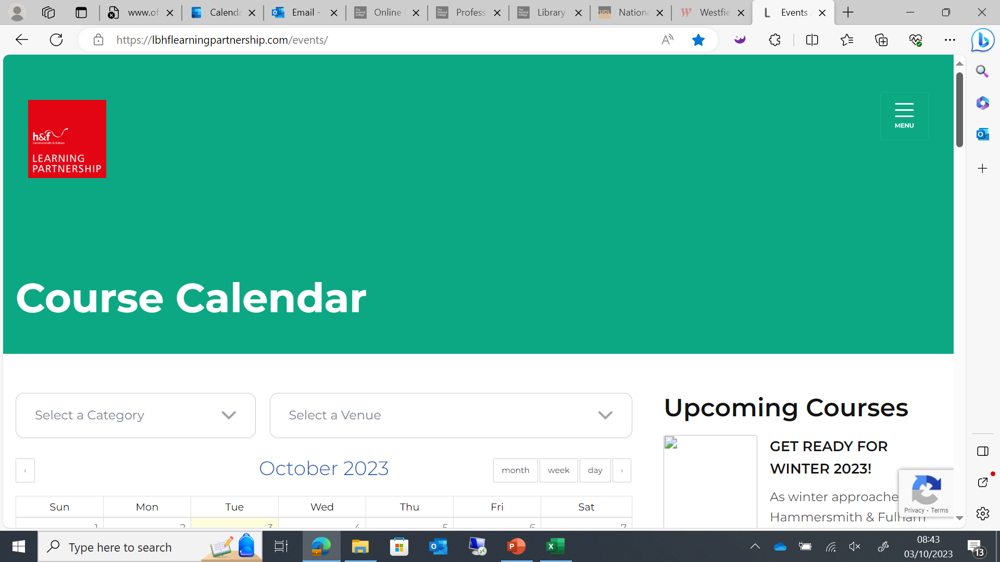 www.of
Calenda
Email -
Online
Profess
Library
Nationa
Westfie
Events
https://lbhflearningpartnership.com/events/
h&f
hammersmith & fulham
LEARNING
PARTNERSHIP
MENU
Course Calendar
Select a Category
Select a Venue
‹
October 2023
month week day ›
Sun Mon Tue Wed Thu Fri Sat
1 2 3 4 5 6 7
Upcoming Courses
GET READY FOR
WINTER 2023!
As winter approache
Hammersmith & Fulham
Privacy - Terms
Type here to search
08:43
03/10/2023
13